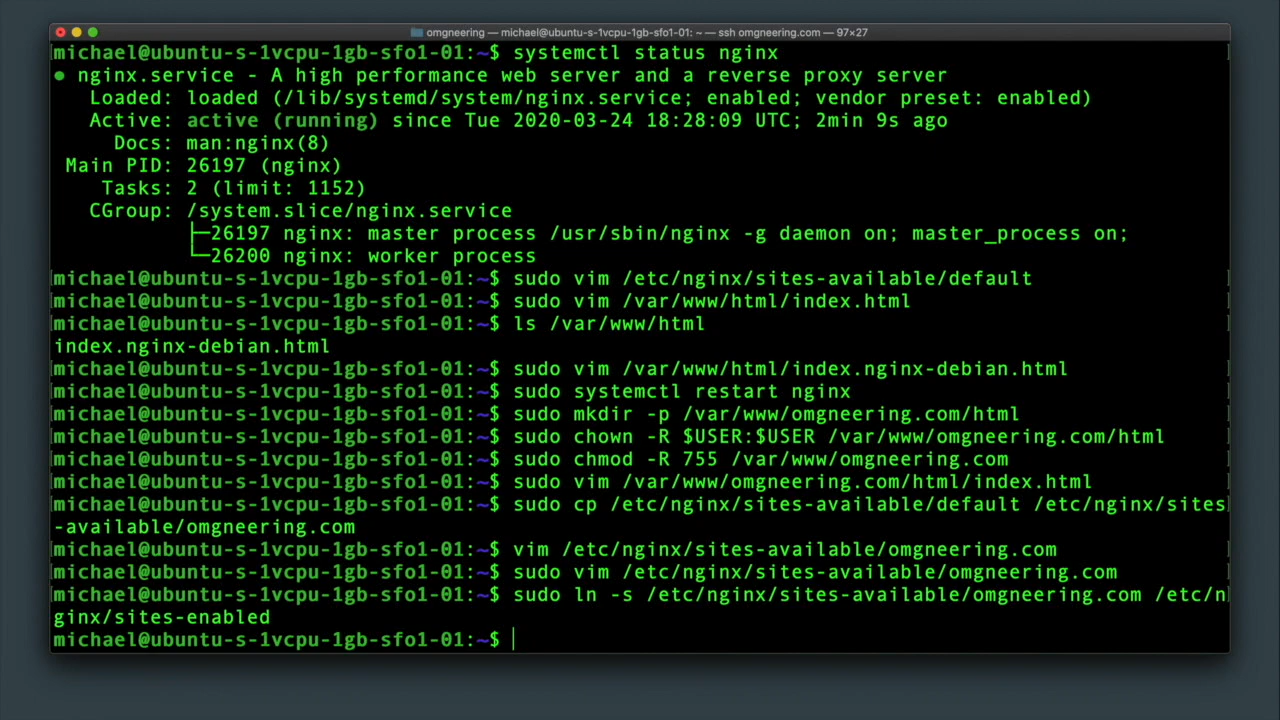 omgneering — michael@ubuntu-s-1vcpu-1gb-sfo1-01: ~ — ssh omgneering.com — 97×27
michael@ubuntu-s-1vcpu-1gb-sfo1-01:~$ systemctl status nginx
● nginx.service - A high performance web server and a reverse proxy server
Loaded: loaded (/lib/systemd/system/nginx.service; enabled; vendor preset: enabled)
Active: active (running) since Tue 2020-03-24 18:28:09 UTC; 2min 9s ago
Docs: man:nginx(8)
Main PID: 26197 (nginx)
Tasks: 2 (limit: 1152)
CGroup: /system.slice/nginx.service
├─26197 nginx: master process /usr/sbin/nginx -g daemon on; master_process on;
└─26200 nginx: worker process
michael@ubuntu-s-1vcpu-1gb-sfo1-01:~$ sudo vim /etc/nginx/sites-available/default
michael@ubuntu-s-1vcpu-1gb-sfo1-01:~$ sudo vim /var/www/html/index.html
michael@ubuntu-s-1vcpu-1gb-sfo1-01:~$ ls /var/www/html
index.nginx-debian.html
michael@ubuntu-s-1vcpu-1gb-sfo1-01:~$ sudo vim /var/www/html/index.nginx-debian.html
michael@ubuntu-s-1vcpu-1gb-sfo1-01:~$ sudo systemctl restart nginx
michael@ubuntu-s-1vcpu-1gb-sfo1-01:~$ sudo mkdir -p /var/www/omgneering.com/html
michael@ubuntu-s-1vcpu-1gb-sfo1-01:~$ sudo chown -R $USER:$USER /var/www/omgneering.com/html
michael@ubuntu-s-1vcpu-1gb-sfo1-01:~$ sudo chmod -R 755 /var/www/omgneering.com
michael@ubuntu-s-1vcpu-1gb-sfo1-01:~$ sudo vim /var/www/omgneering.com/html/index.html
michael@ubuntu-s-1vcpu-1gb-sfo1-01:~$ sudo cp /etc/nginx/sites-available/default /etc/nginx/sites
-available/omgneering.com
michael@ubuntu-s-1vcpu-1gb-sfo1-01:~$ vim /etc/nginx/sites-available/omgneering.com
michael@ubuntu-s-1vcpu-1gb-sfo1-01:~$ sudo vim /etc/nginx/sites-available/omgneering.com
michael@ubuntu-s-1vcpu-1gb-sfo1-01:~$ sudo ln -s /etc/nginx/sites-available/omgneering.com /etc/n
ginx/sites-enabled
michael@ubuntu-s-1vcpu-1gb-sfo1-01:~$